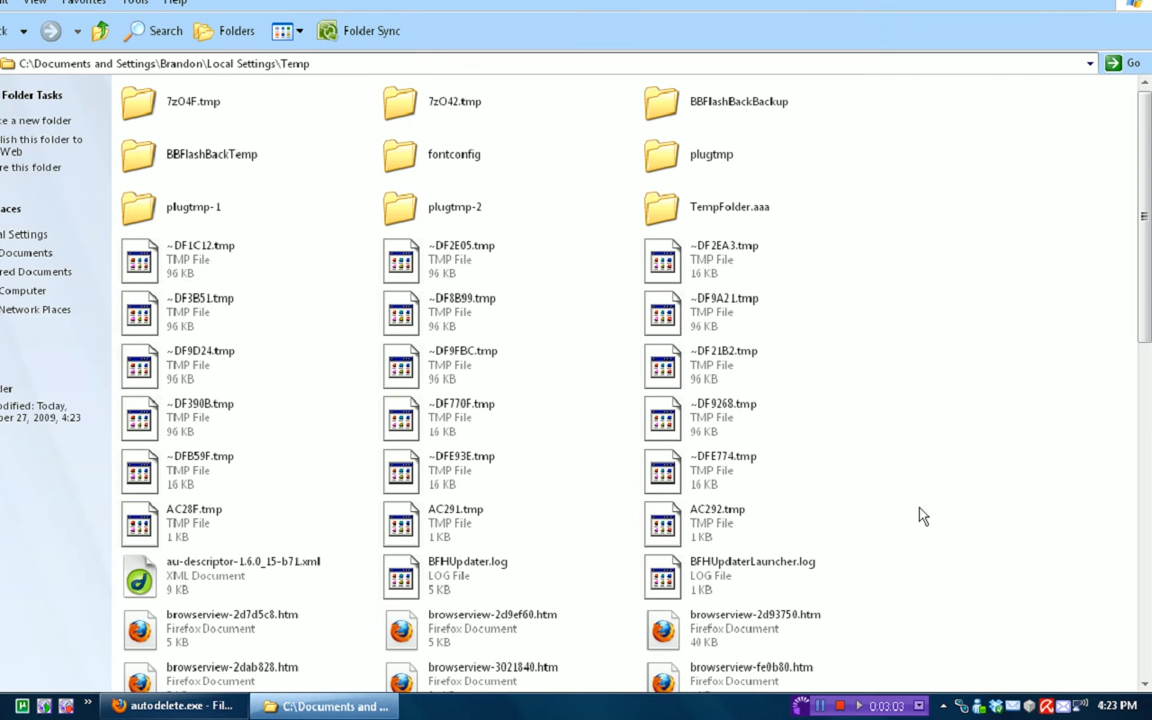 View Favorites Tools Help
ck Search Folders Folder Sync
C:\Documents and Settings\Brandon\Local Settings\Temp Go
Folder Tasks
ce a new folder
lish this folder to
Web
re this folder
aces
al Settings
Documents
red Documents
Computer
Network Places
der
odified: Today,
ber 27, 2009, 4:23
7zO4F.tmp 7zO42.tmp BBFlashBackBackup
BBFlashBackTemp fontconfig plugtmp
plugtmp-1 plugtmp-2 TempFolder.aaa
~DF1C12.tmp ~DF2E05.tmp ~DF2EA3.tmp
TMP File TMP File TMP File
96 KB 96 KB 16 KB
~DF3B51.tmp ~DF8B99.tmp ~DF9A21.tmp
TMP File TMP File TMP File
96 KB 96 KB 96 KB
~DF9D24.tmp ~DF9FBC.tmp ~DF21B2.tmp
TMP File TMP File TMP File
96 KB 96 KB 96 KB
~DF390B.tmp ~DF770F.tmp ~DF9268.tmp
TMP File TMP File TMP File
96 KB 16 KB 96 KB
~DFB59F.tmp ~DFE93E.tmp ~DFE774.tmp
TMP File TMP File TMP File
16 KB 16 KB 16 KB
AC28F.tmp AC291.tmp AC292.tmp
TMP File TMP File TMP File
1 KB 1 KB 1 KB
au-descriptor-1.6.0_15-b71.xml BFHUpdater.log BFHUpdaterLauncher.log
XML Document LOG File LOG File
9 KB 5 KB 1 KB
browserview-2d7d5c8.htm browserview-2d9ef60.htm browserview-2d93750.htm
Firefox Document Firefox Document Firefox Document
5 KB 5 KB 40 KB
browserview-2dab828.htm browserview-3021840.htm browserview-fe0b80.htm
Firefox Document Firefox Document Firefox Document
autodelete.exe - Fil... C:\Documents and ... 0:03:03 4:23 PM